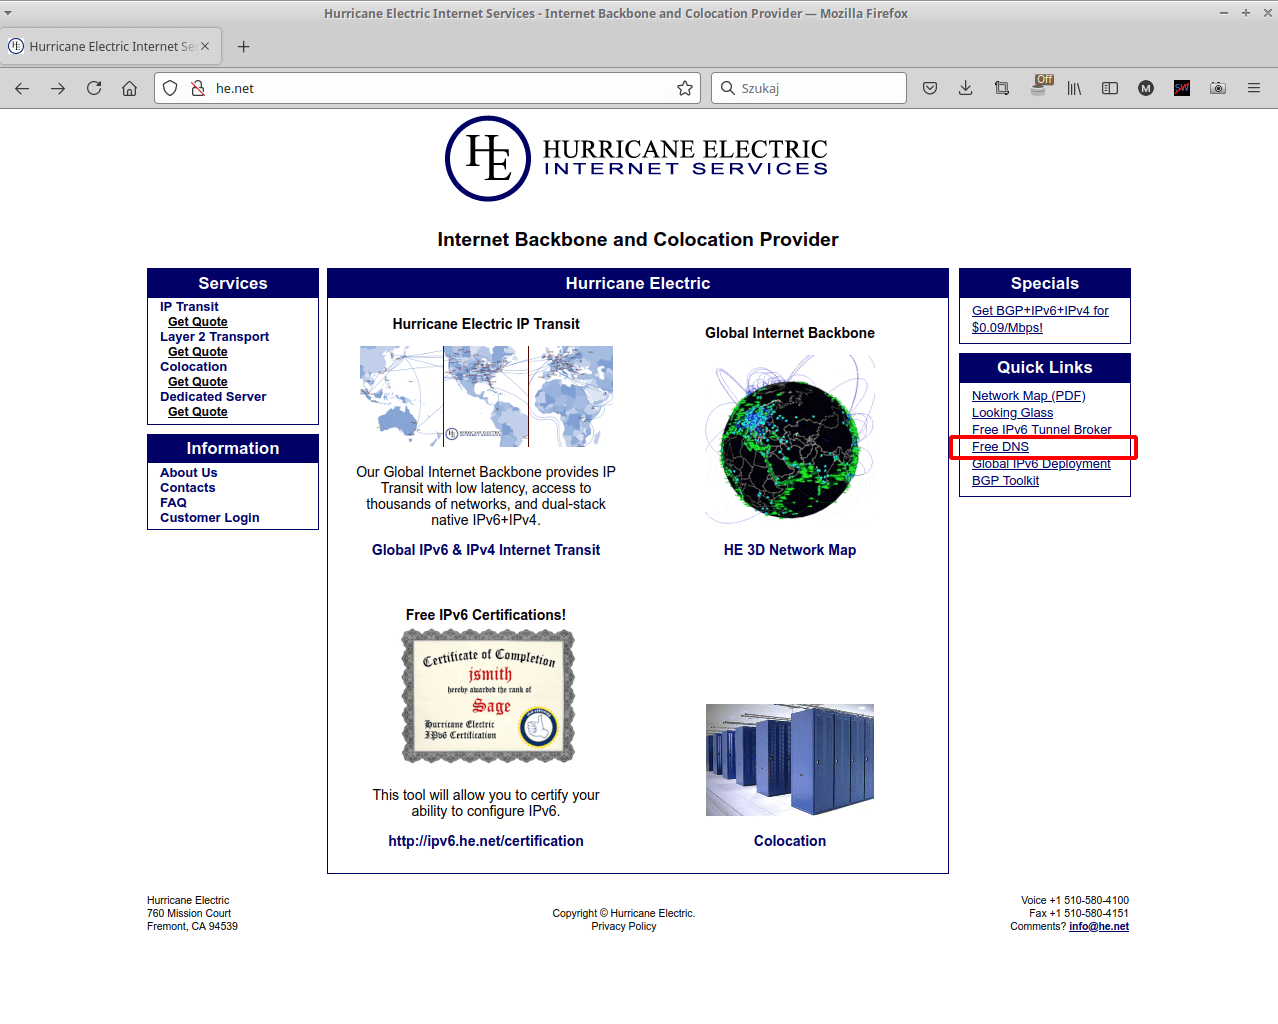 Hurricane Electric Internet Services - Internet Backbone and Colocation Provider — Mozilla Firefox
HE Hurricane Electric Internet Se
he.net
Szukaj
Off
M
SW
HE HURRICANE ELECTRIC
INTERNET SERVICES
Internet Backbone and Colocation Provider
Services
IP Transit
Get Quote
Layer 2 Transport
Get Quote
Colocation
Get Quote
Dedicated Server
Get Quote
Information
About Us
Contacts
FAQ
Customer Login
Hurricane Electric
Hurricane Electric IP Transit
HURRICANE ELECTRIC
Our Global Internet Backbone provides IP
Transit with low latency, access to
thousands of networks, and dual-stack
native IPv6+IPv4.
Global IPv6 & IPv4 Internet Transit
Global Internet Backbone
HE 3D Network Map
Free IPv6 Certifications!
Certificate of Completion
jsmith
hereby awarded the rank of
Sage
Hurricane Electric
IPv6 Certification
This tool will allow you to certify your
ability to configure IPv6.
http://ipv6.he.net/certification
Colocation
Specials
Get BGP+IPv6+IPv4 for
$0.09/Mbps!
Quick Links
Network Map (PDF)
Looking Glass
Free IPv6 Tunnel Broker
Free DNS
Global IPv6 Deployment
BGP Toolkit
Hurricane Electric
760 Mission Court
Fremont, CA 94539
Copyright © Hurricane Electric.
Privacy Policy
Voice +1 510-580-4100
Fax +1 510-580-4151
Comments? info@he.net